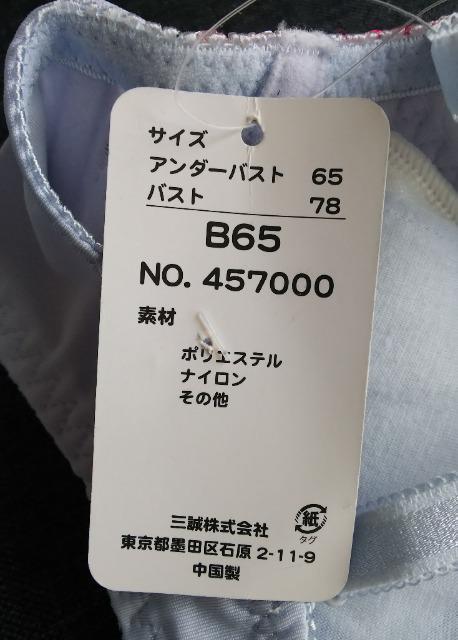 サイズ
アンダーバスト 65
バスト 78
B65
NO. 457000
素材
ポリエステル
ナイロン
その他
紙
タグ
三誠株式会社
東京都墨田区石原2-11-9
中国製